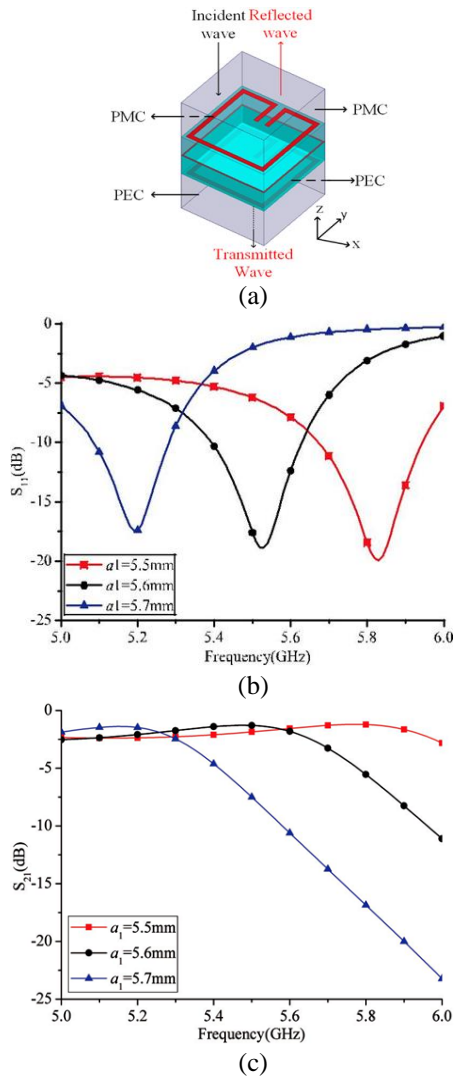 Incident Reflected
wave wave
PMC PMC
PEC PEC
z
y
x
Transmitted
Wave
(a)
0
-5
-10
-15
-20
-25
S11(dB)
a1=5.5mm
a1=5.6mm
a1=5.7mm
5.0 5.2 5.4 5.6 5.8 6.0
Frequency(GHz)
(b)
0
-5
-10
-15
-20
-25
S21(dB)
a1=5.5mm
a1=5.6mm
a1=5.7mm
5.0 5.2 5.4 5.6 5.8 6.0
Frequency(GHz)
(c)